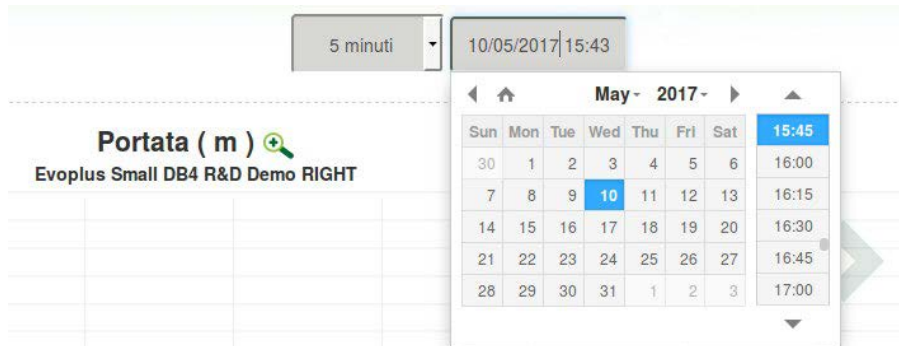 5 minuti
10/05/2017 15:43
May 2017
Sun Mon Tue Wed Thu Fri Sat
30 1 2 3 4 5 6
7 8 9 10 11 12 13
14 15 16 17 18 19 20
21 22 23 24 25 26 27
28 29 30 31 1 2 3
15:45
16:00
16:15
16:30
16:45
17:00
Portata ( m )
Evoplus Small DB4 R&D Demo RIGHT